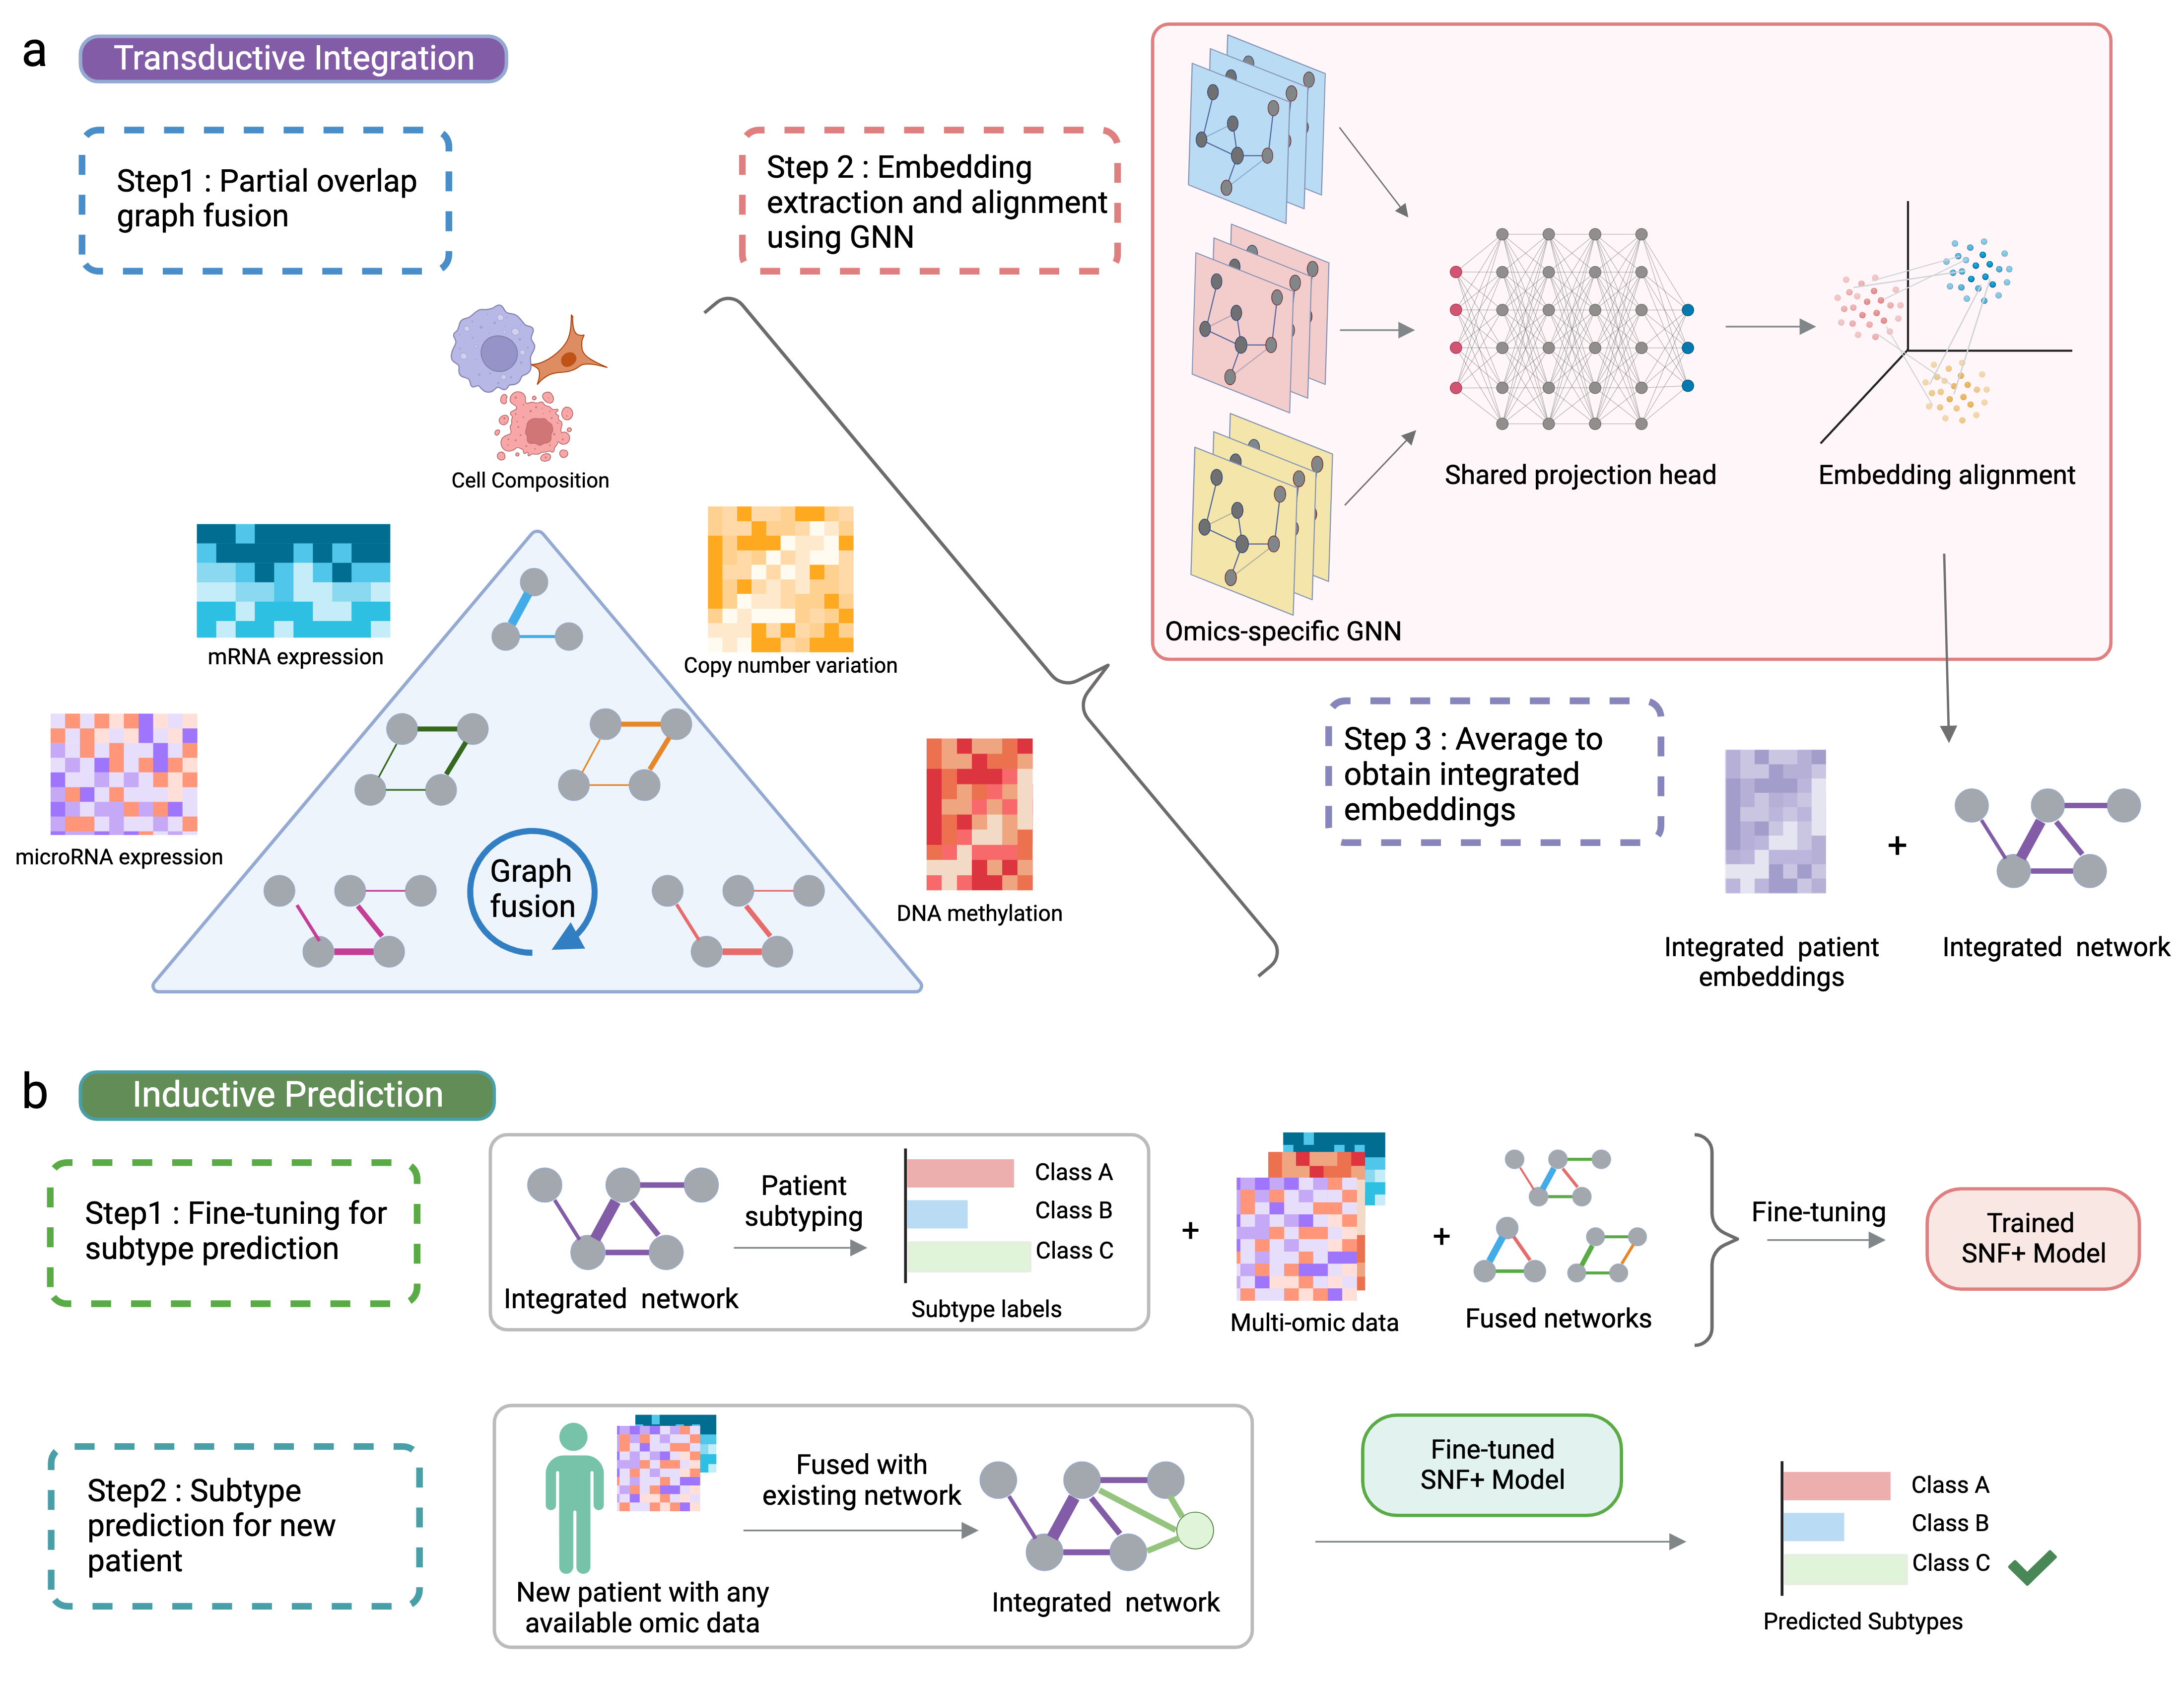 a
Transductive Integration
Step1 : Partial overlap
graph fusion
Step 2 : Embedding
extraction and alignment
using GNN
Cell Composition
mRNA expression
Copy number variation
microRNA expression
DNA methylation
Graph
fusion
Omics-specific GNN
Shared projection head
Embedding alignment
Step 3 : Average to
obtain integrated
embeddings
+
Integrated patient
embeddings
Integrated network
b
Inductive Prediction
Step1 : Fine-tuning for
subtype prediction
Integrated network
Patient
subtyping
Class A
Class B
Class C
Subtype labels
+
Multi-omic data
+
Fused networks
Fine-tuning
Trained
SNF+ Model
Step2 : Subtype
prediction for new
patient
New patient with any
available omic data
Fused with
existing network
Integrated network
Fine-tuned
SNF+ Model
Class A
Class B
Class C
Predicted Subtypes